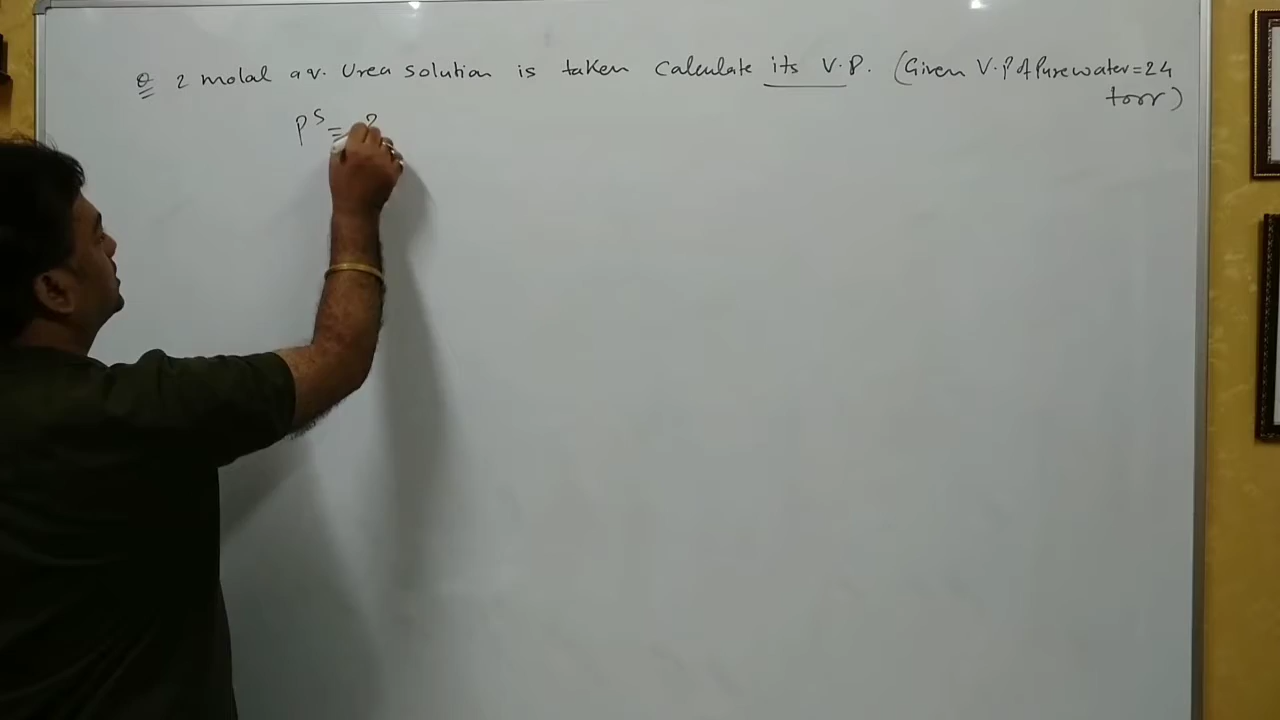 Q 2 molal aq. Urea solution is taken calculate its V.P. (Given V.P of Pure water = 24
torr)
P^S = ?